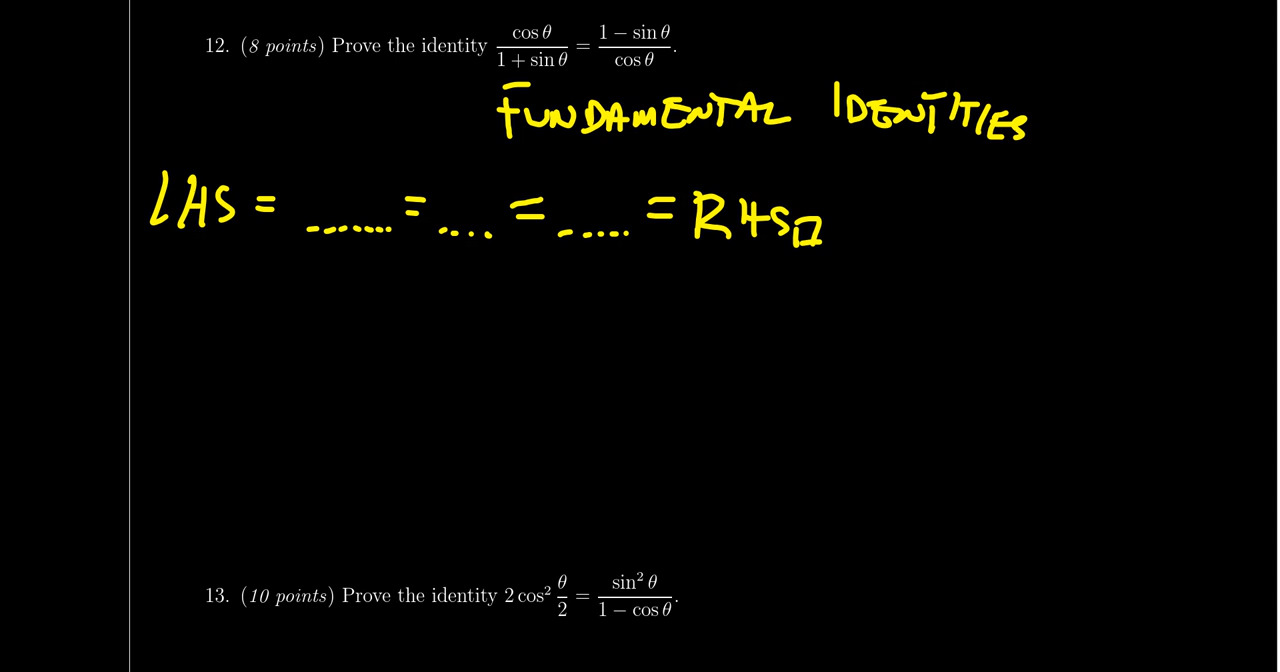 12. (8 points) Prove the identity cos θ / (1 + sin θ) = (1 − sin θ) / cos θ.
FUNDAMENTAL IDENTITIES
LHS = ....... = .... = ..... = RHS□
13. (10 points) Prove the identity 2 cos² θ/2 = sin² θ / (1 − cos θ).